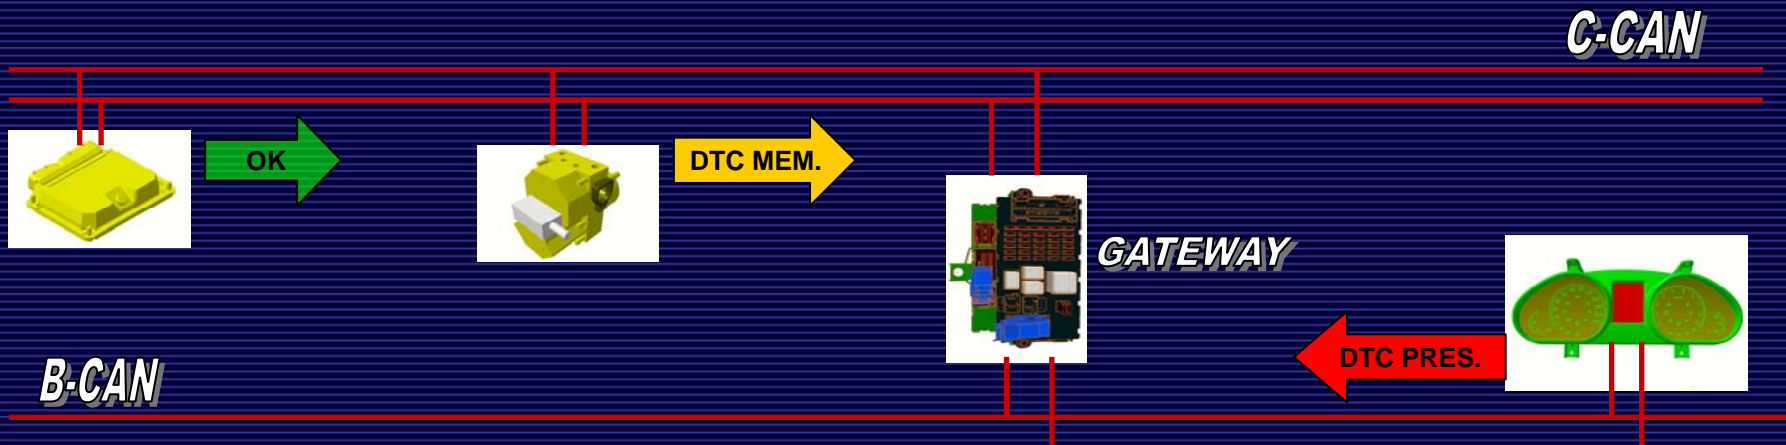 C-CAN
OK
DTC MEM.
GATEWAY
DTC PRES.
B-CAN